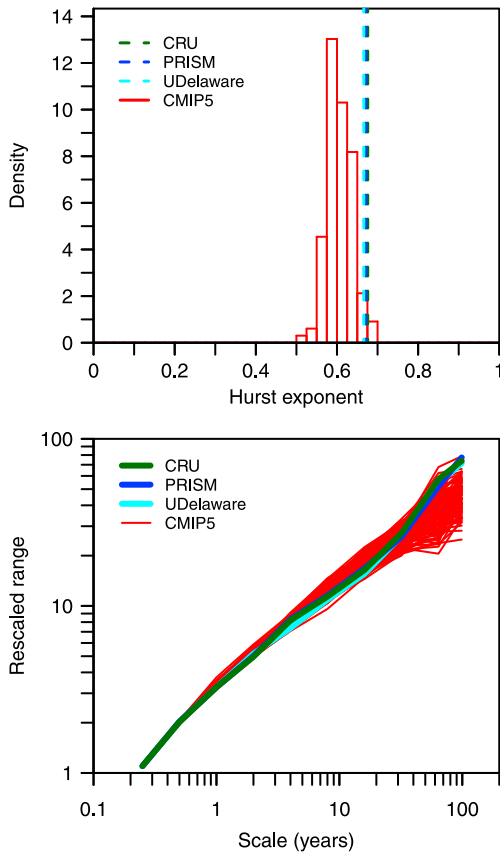 14
12
10
8
6
4
2
0
Density
CRU
PRISM
UDelaware
CMIP5
0 0.2 0.4 0.6 0.8 1
Hurst exponent
100
10
1
Rescaled range
CRU
PRISM
UDelaware
CMIP5
0.1 1 10 100
Scale (years)